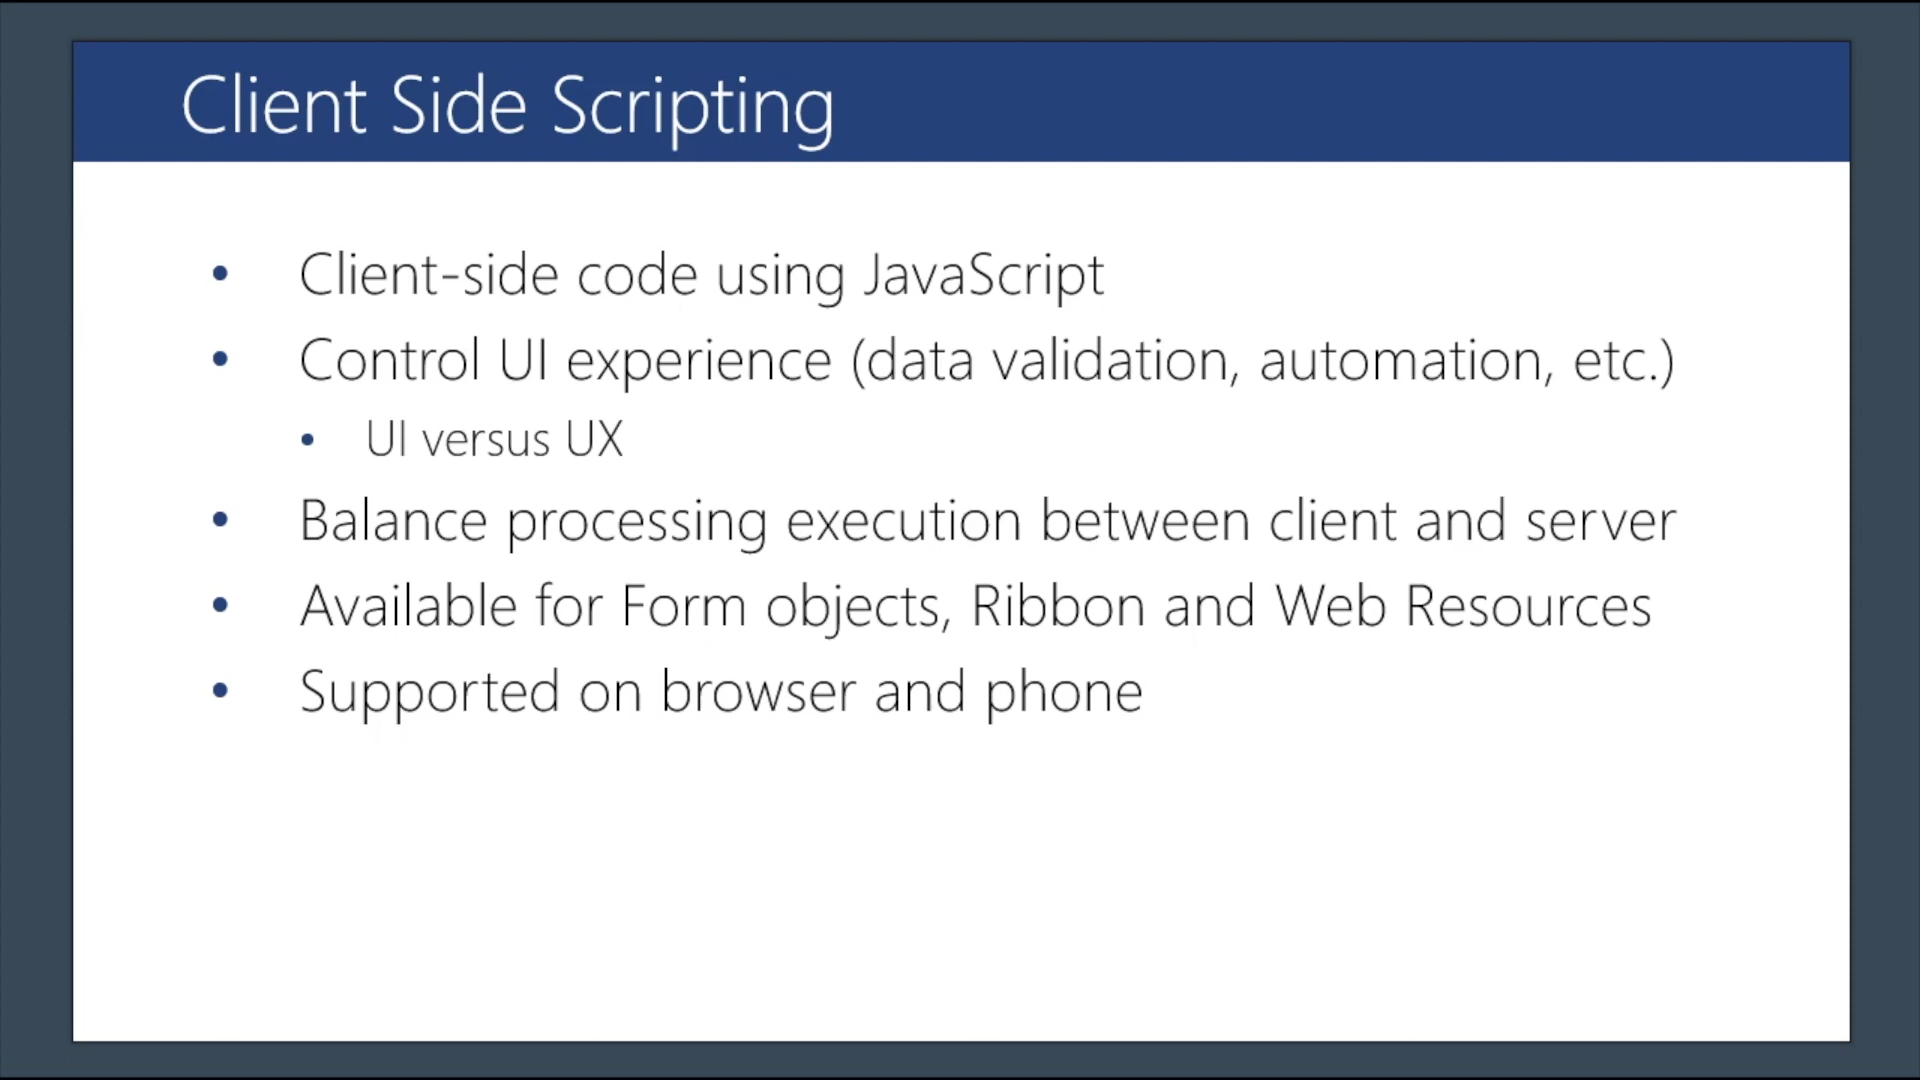 Client Side Scripting
• Client-side code using JavaScript
• Control UI experience (data validation, automation, etc.)
• UI versus UX
• Balance processing execution between client and server
• Available for Form objects, Ribbon and Web Resources
• Supported on browser and phone